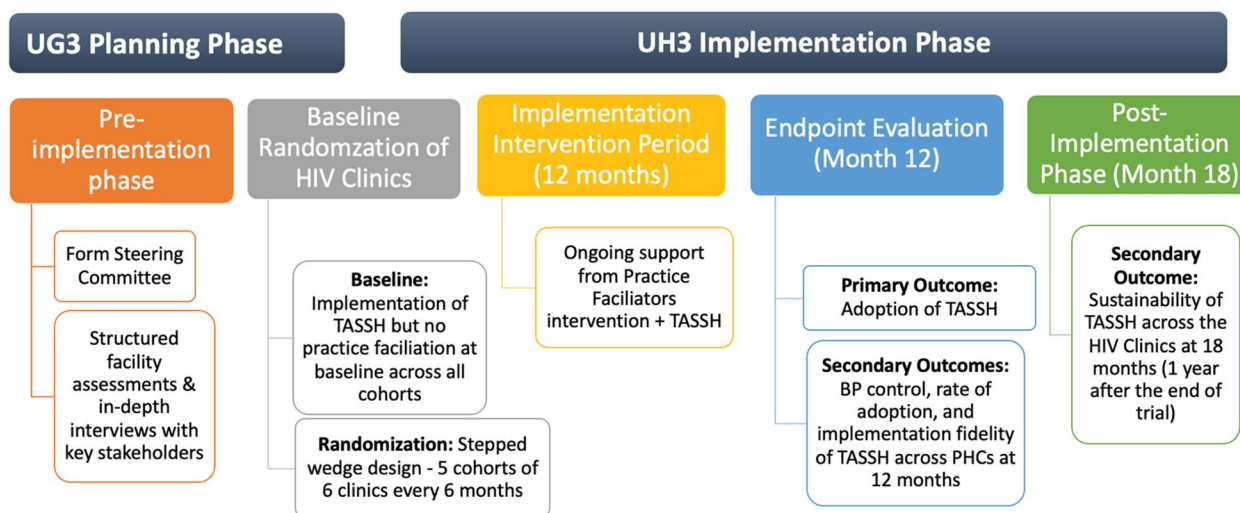 UG3 Planning Phase
UH3 Implementation Phase
Pre-
implementation
phase
Form Steering
Committee
Structured
facility
assessments &
in-depth
interviews with
key stakeholders
Baseline
Randomzation of
HIV Clinics
Baseline:
Implementation of
TASSH but no
practice faciliation at
baseline across all
cohorts
Randomization: Stepped
wedge design - 5 cohorts of
6 clinics every 6 months
Implementation
Intervention Period
(12 months)
Ongoing support
from Practice
Faciliators
intervention + TASSH
Endpoint Evaluation
(Month 12)
Primary Outcome:
Adoption of TASSH
Secondary Outcomes:
BP control, rate of
adoption, and
implementation fidelity
of TASSH across PHCs at
12 months
Post-
Implementation
Phase (Month 18)
Secondary
Outcome:
Sustainability of
TASSH across the
HIV Clinics at 18
months (1 year
after the end of
trial)